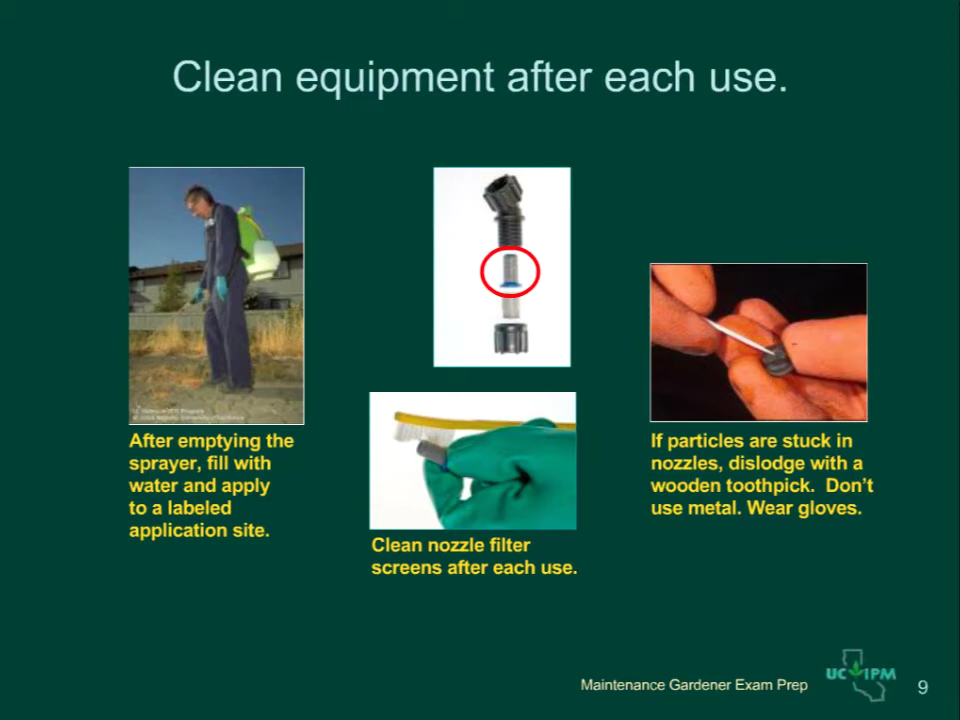 Clean equipment after each use.
After emptying the
sprayer, fill with
water and apply
to a labeled
application site.
Clean nozzle filter
screens after each use.
If particles are stuck in
nozzles, dislodge with a
wooden toothpick.  Don't
use metal. Wear gloves.
Maintenance Gardener Exam Prep
UC IPM
9